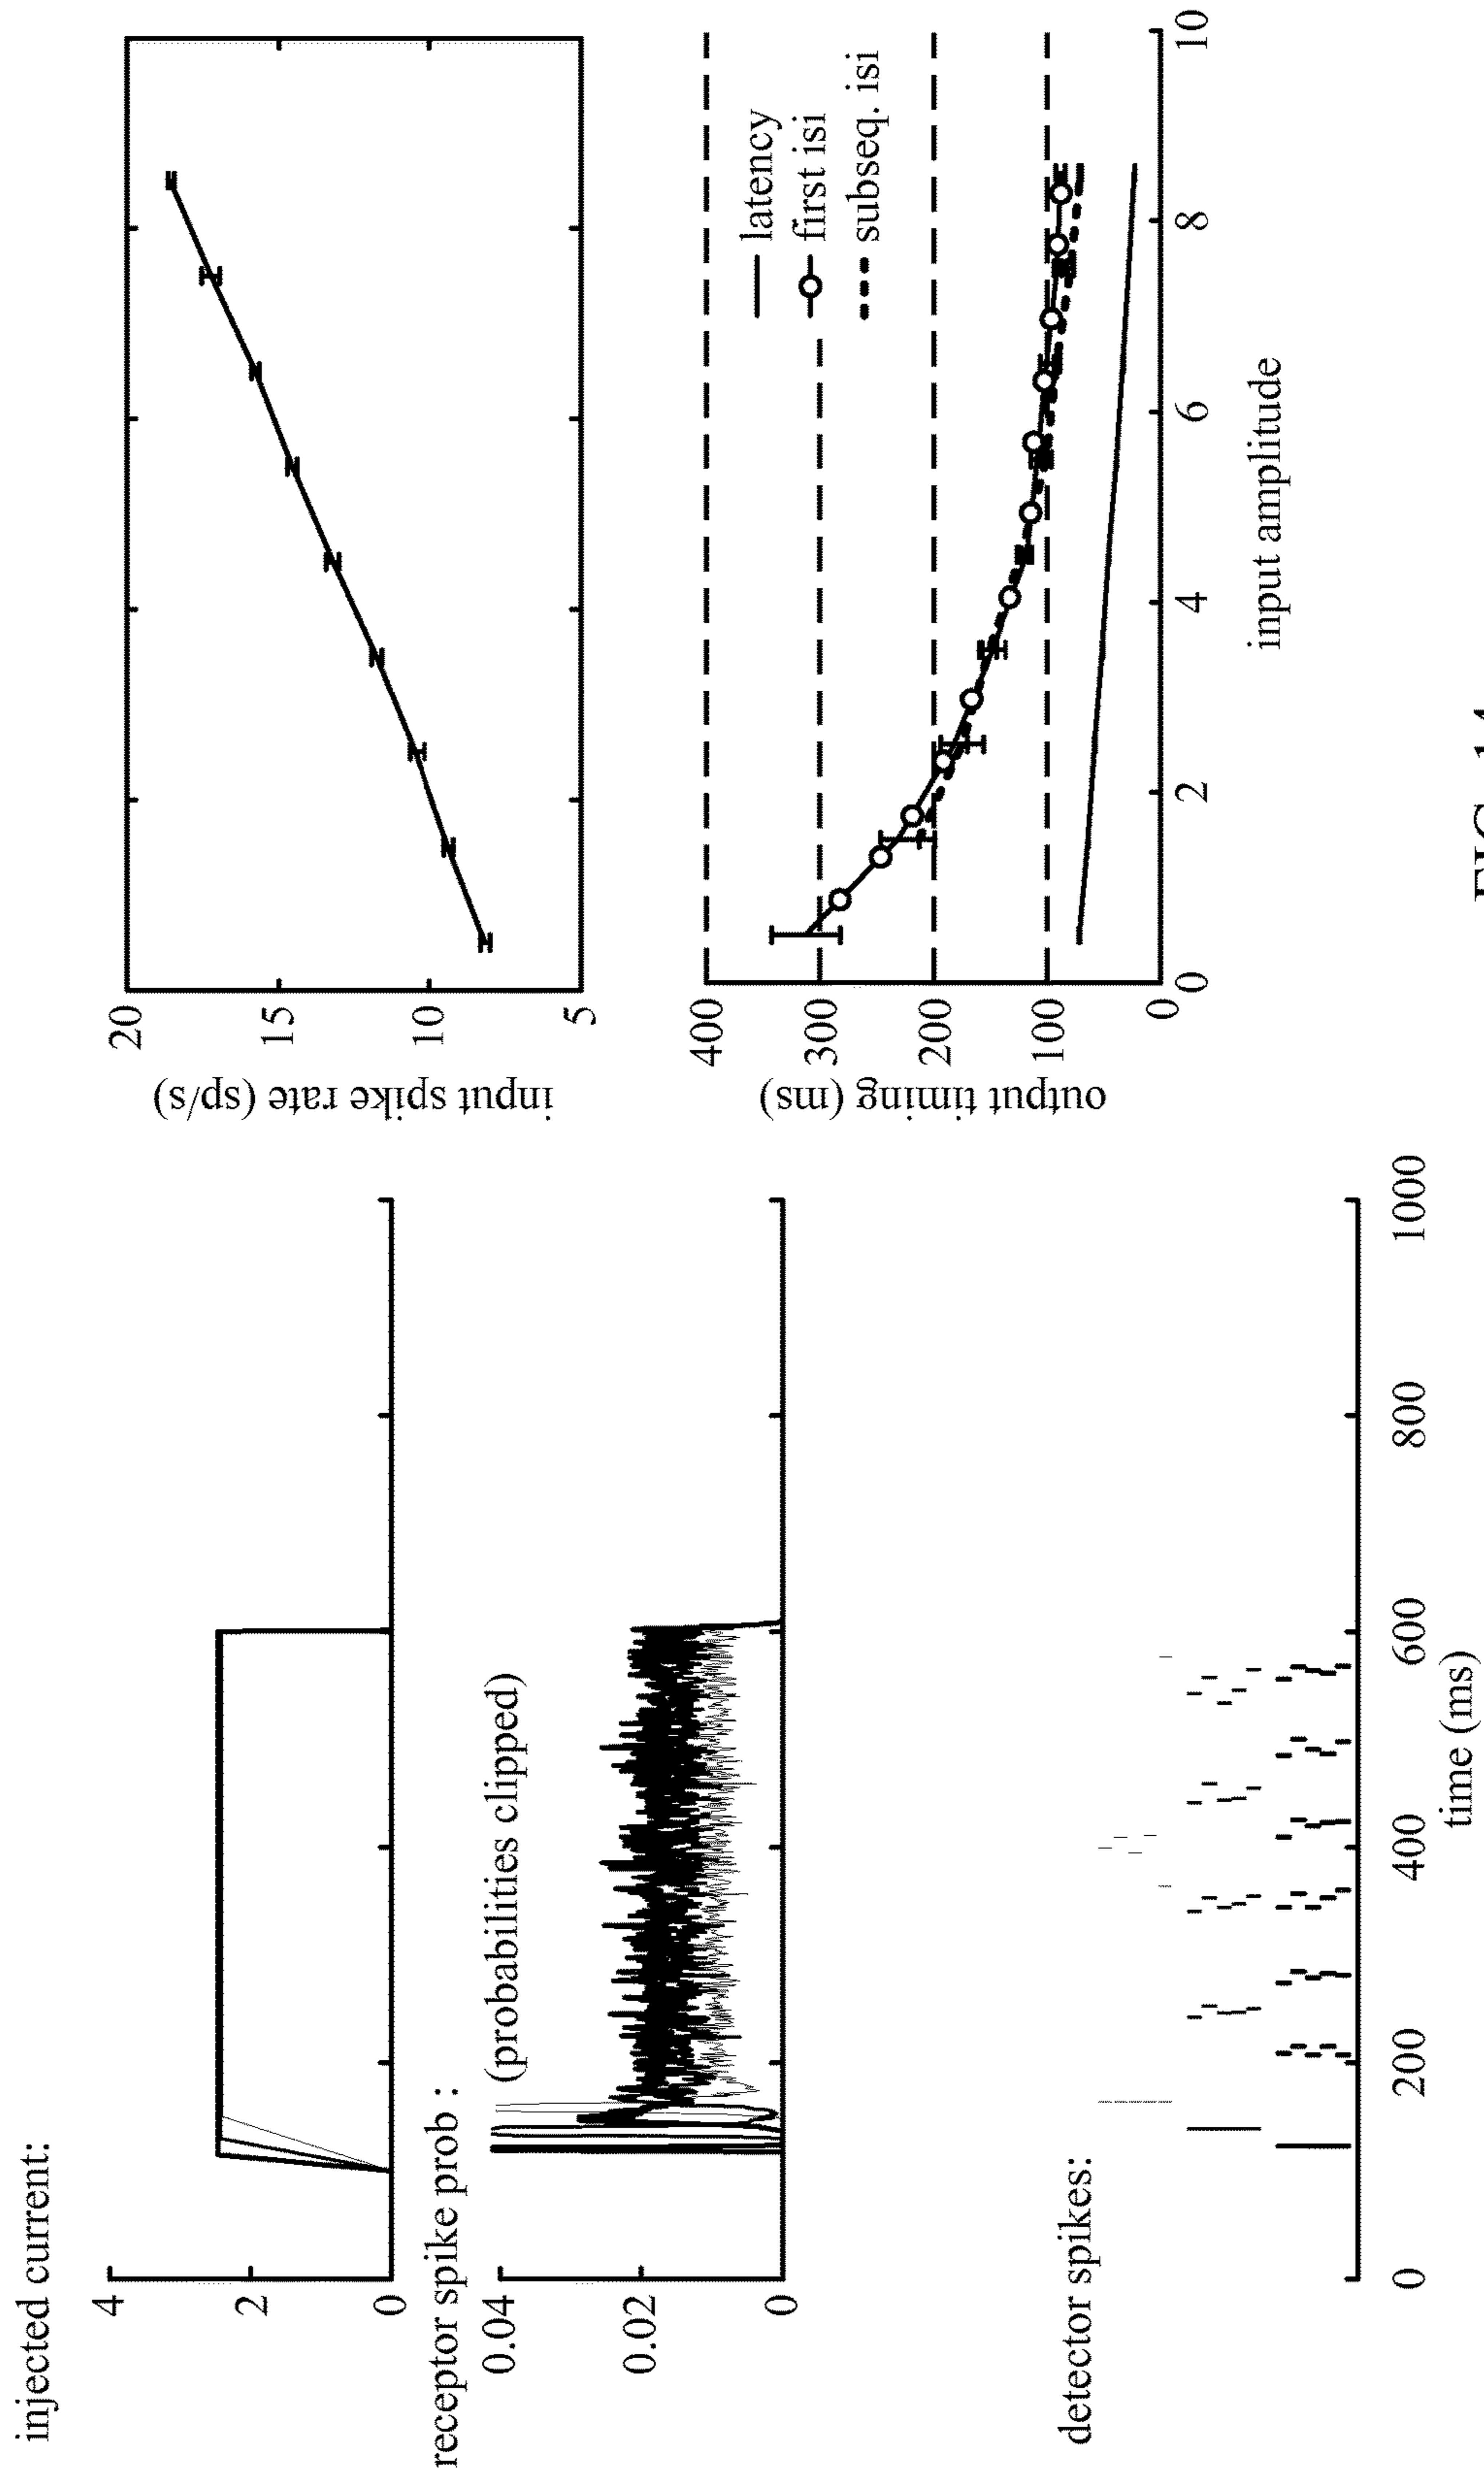 injected current:
4
2
0
receptor spike prob :
(probabilities clipped)
0.04
0.02
0
detector spikes:
0
200
400
600
800
1000
time (ms)
input spike rate (sp/s)
20
15
10
5
output timing (ms)
400
300
200
100
0
latency
first isi
subseq. isi
0
2
4
6
8
10
input amplitude